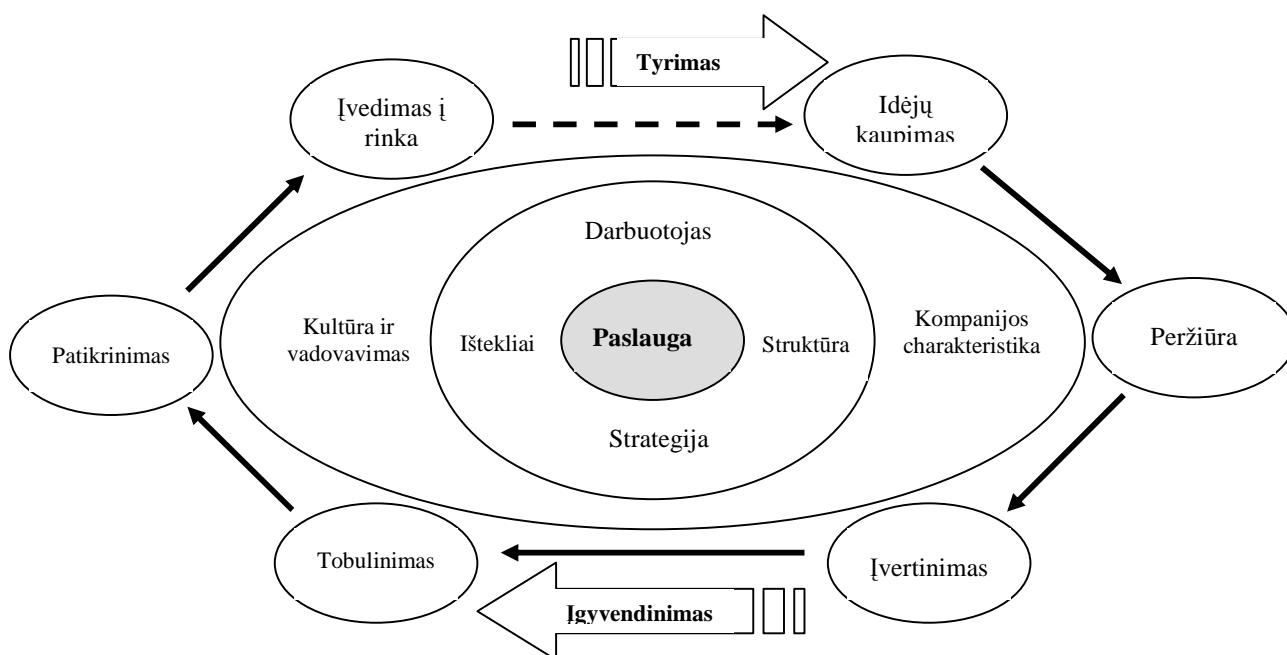 Tyrimas
Įvedimas į
rinka
Idėjų
kaupimas
Darbuotojas
Kultūra ir
vadovavimas
Ištekliai
Paslauga
Struktūra
Kompanijos
charakteristika
Patikrinimas
Peržiūra
Strategija
Tobulinimas
Įvertinimas
Įgyvendinimas